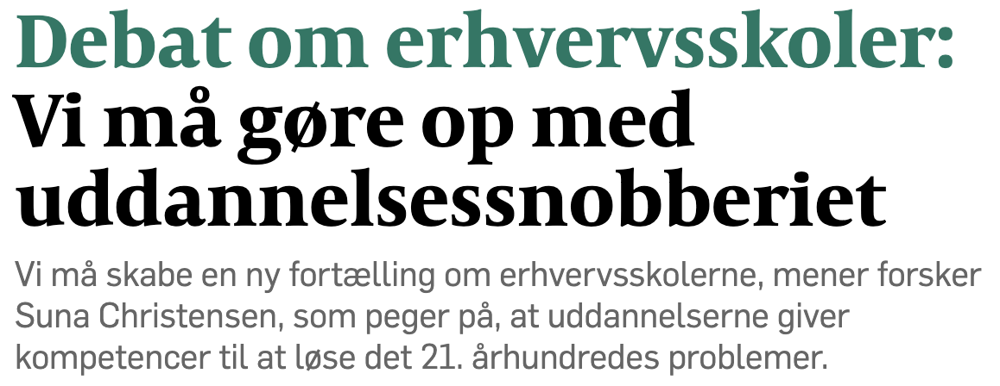 Debat om erhvervsskoler:
Vi må gøre op med
uddannelsessnobberiet
Vi må skabe en ny fortælling om erhvervsskolerne, mener forsker
Suna Christensen, som peger på, at uddannelserne giver
kompetencer til at løse det 21. århundredes problemer.